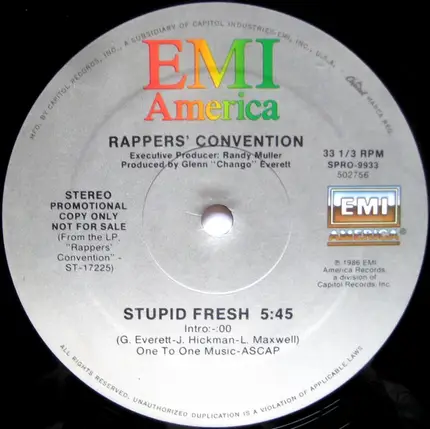 MFD. BY CAPITOL RECORDS, INC., A SUBSIDIARY OF CAPITOL INDUSTRIES-EMI, INC., U.S.A.
EMI
America
RAPPERS' CONVENTION
Executive Producer: Randy Muller
Produced by Glenn "Chango" Everett
33 1/3 RPM
SPRO-9933
502756
STEREO
PROMOTIONAL
COPY ONLY
NOT FOR SALE
(From the LP,
"Rappers'
Convention" -
ST-17225)
EMI
AMERICA
℗ 1986 EMI
America Records,
a division of
Capitol Records, Inc.
STUPID FRESH 5:45
Intro:-:00
(G. Everett-J. Hickman-L. Maxwell)
One To One Music-ASCAP
ALL RIGHTS RESERVED. UNAUTHORIZED DUPLICATION IS A VIOLATION OF APPLICABLE LAWS